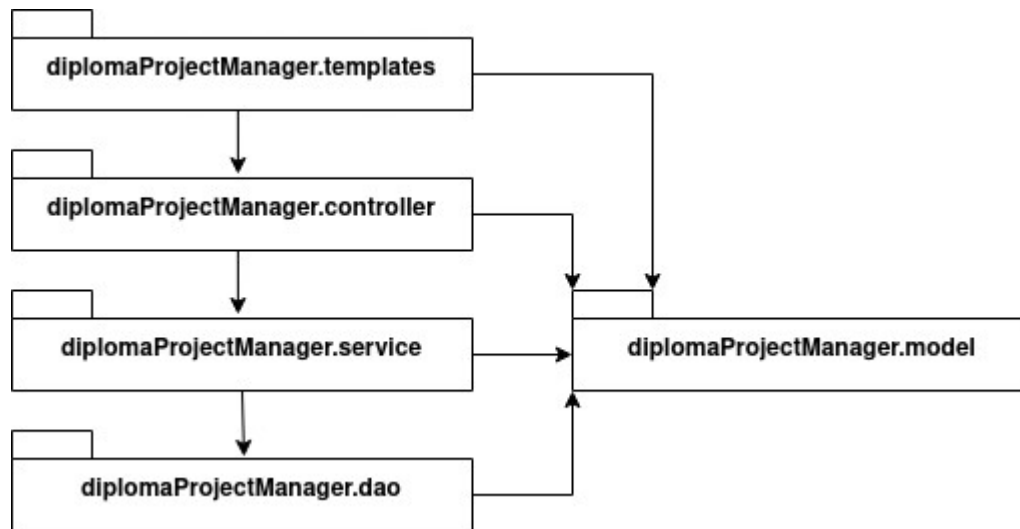 diplomaProjectManager.templates
diplomaProjectManager.controller
diplomaProjectManager.service
diplomaProjectManager.model
diplomaProjectManager.dao